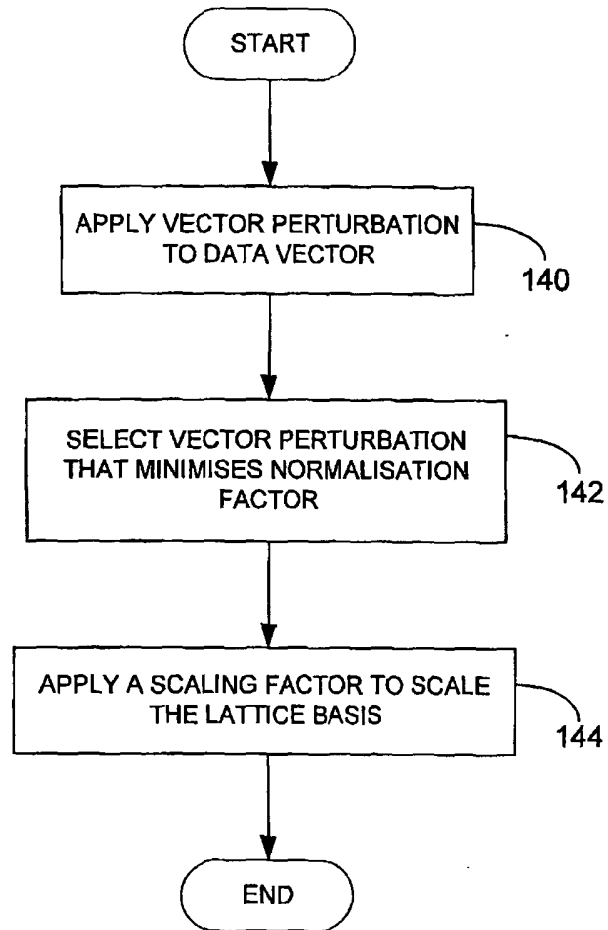 START
APPLY VECTOR PERTURBATION
TO DATA VECTOR
140
SELECT VECTOR PERTURBATION
THAT MINIMISES NORMALISATION
FACTOR
142
APPLY A SCALING FACTOR TO SCALE
THE LATTICE BASIS
144
END